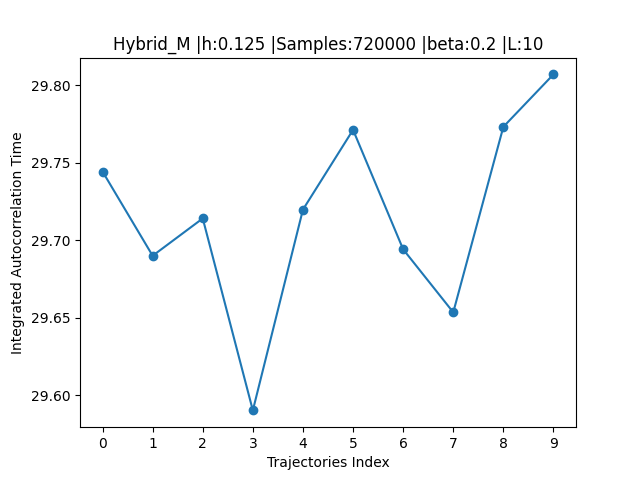 Hybrid_M |h:0.125 |Samples:720000 |beta:0.2 |L:10
Integrated Autocorrelation Time
29.80
29.75
29.70
29.65
29.60
0 1 2 3 4 5 6 7 8 9
Trajectories Index